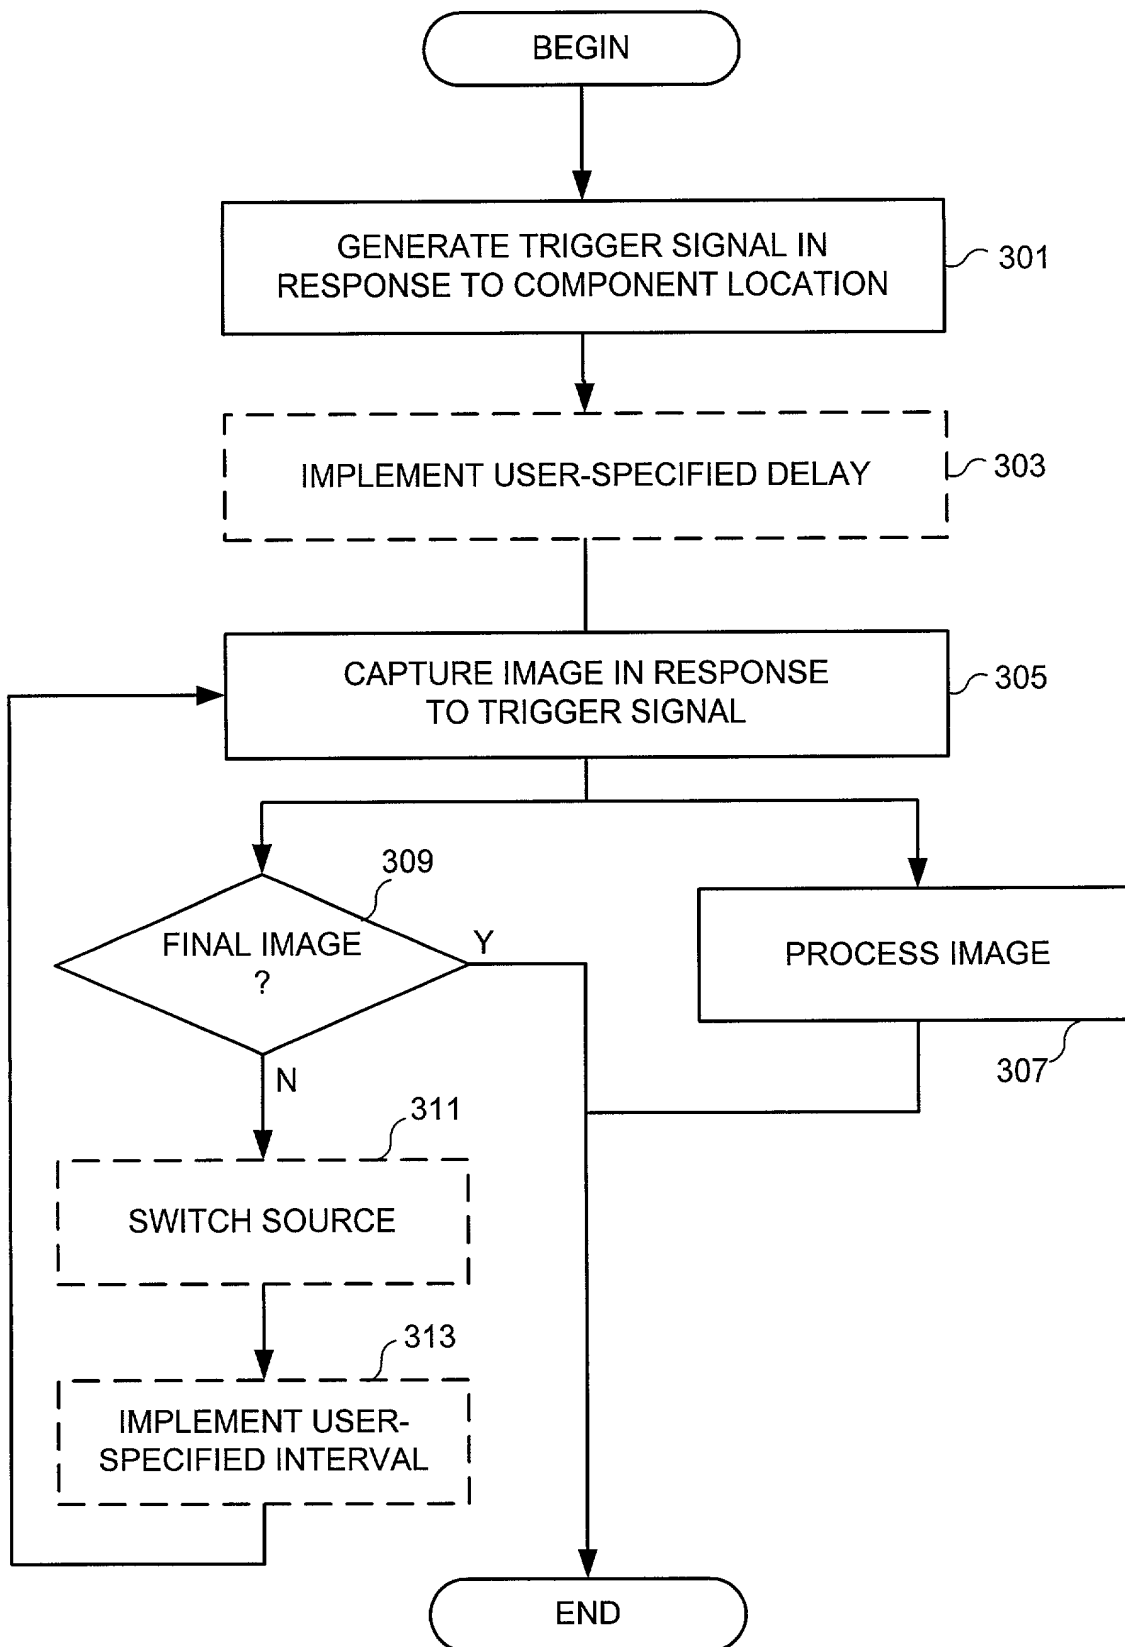 BEGIN
GENERATE TRIGGER SIGNAL IN
RESPONSE TO COMPONENT LOCATION
301
IMPLEMENT USER-SPECIFIED DELAY
303
CAPTURE IMAGE IN RESPONSE
TO TRIGGER SIGNAL
305
309
FINAL IMAGE
?
Y
N
PROCESS IMAGE
307
311
SWITCH SOURCE
313
IMPLEMENT USER-
SPECIFIED INTERVAL
END